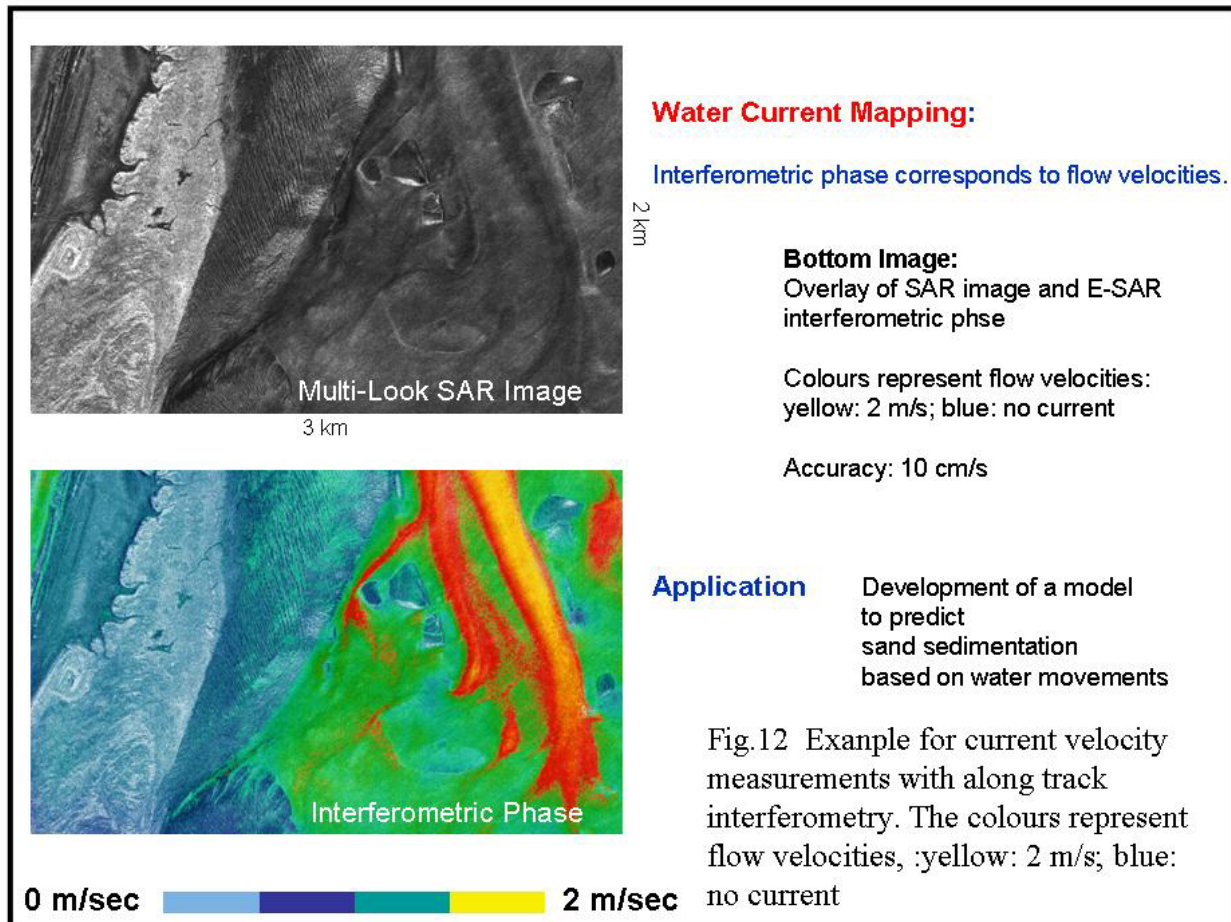 Multi-Look SAR Image
3 km
2 km
Interferometric Phase
0 m/sec
2 m/sec
Water Current Mapping:
Interferometric phase corresponds to flow velocities.
Bottom Image:
Overlay of SAR image and E-SAR
interferometric phse
Colours represent flow velocities:
yellow: 2 m/s; blue: no current
Accuracy: 10 cm/s
Application
Development of a model
to predict
sand sedimentation
based on water movements
Fig.12 Exanple for current velocity
measurements with along track
interferometry. The colours represent
flow velocities, :yellow: 2 m/s; blue:
no current